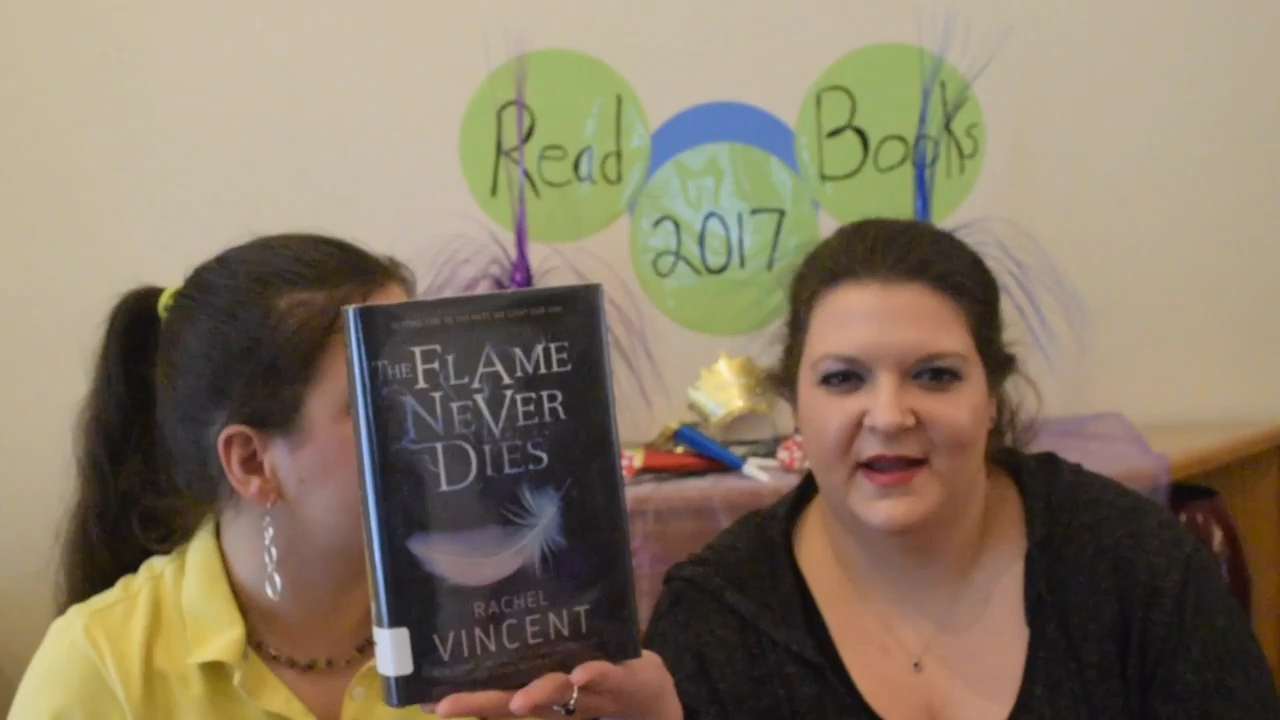 Read
Books
2017
THE FLAME
NEVER
DIES
RACHEL
VINCENT